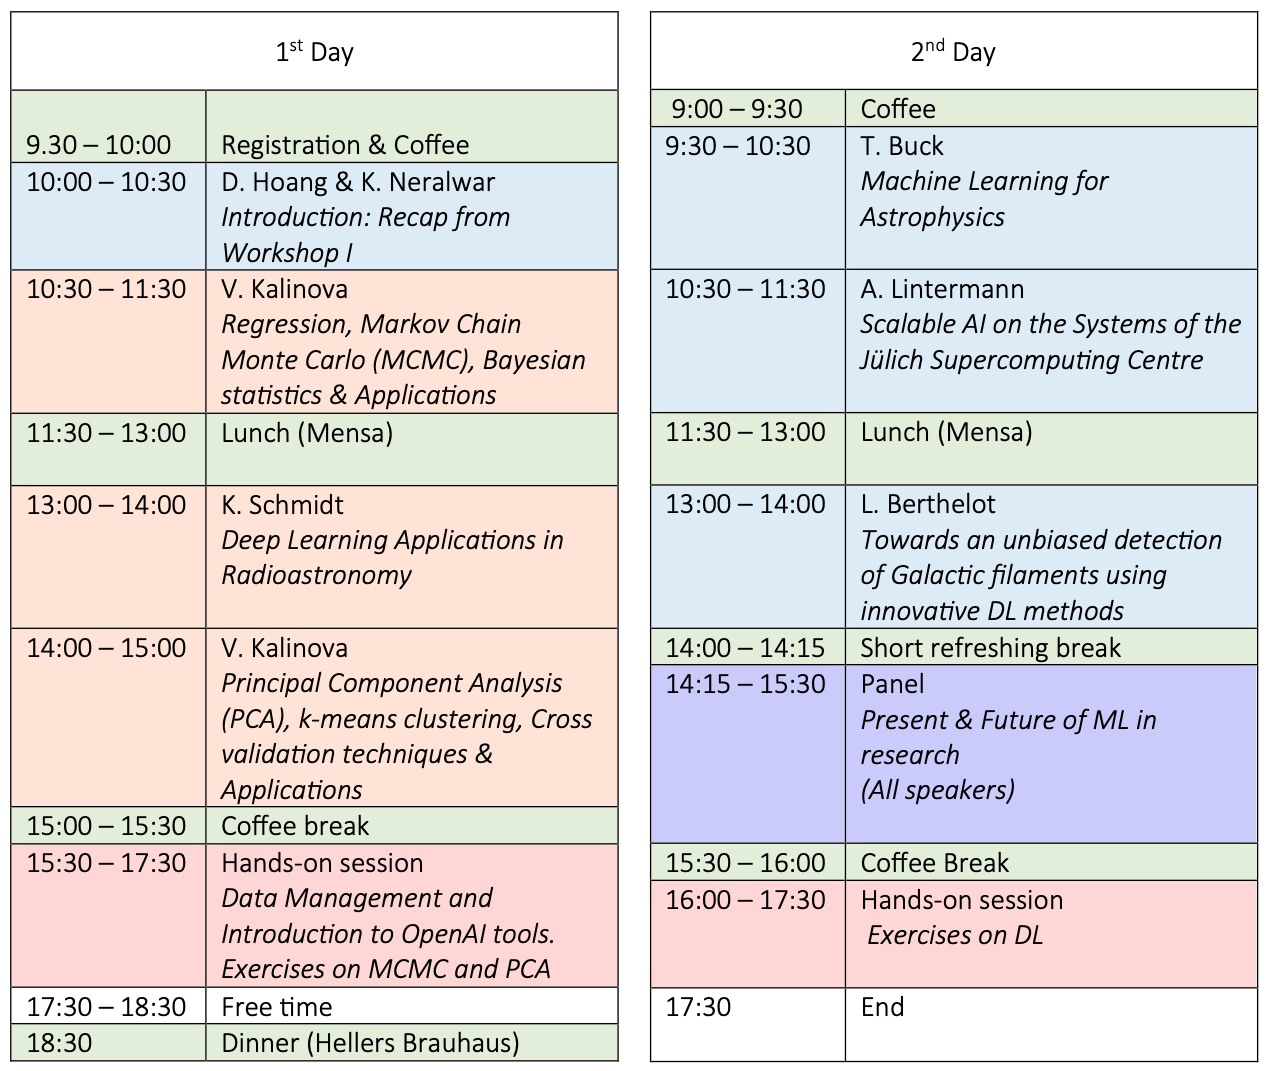 1st Day
9.30 – 10:00 Registration & Coffee
10:00 – 10:30 D. Hoang & K. Neralwar
Introduction: Recap from
Workshop I
10:30 – 11:30 V. Kalinova
Regression, Markov Chain
Monte Carlo (MCMC), Bayesian
statistics & Applications
11:30 – 13:00 Lunch (Mensa)
13:00 – 14:00 K. Schmidt
Deep Learning Applications in
Radioastronomy
14:00 – 15:00 V. Kalinova
Principal Component Analysis
(PCA), k-means clustering, Cross
validation techniques &
Applications
15:00 – 15:30 Coffee break
15:30 – 17:30 Hands-on session
Data Management and
Introduction to OpenAI tools.
Exercises on MCMC and PCA
17:30 – 18:30 Free time
18:30 Dinner (Hellers Brauhaus)
2nd Day
9:00 – 9:30 Coffee
9:30 – 10:30 T. Buck
Machine Learning for
Astrophysics
10:30 – 11:30 A. Lintermann
Scalable AI on the Systems of the
Jülich Supercomputing Centre
11:30 – 13:00 Lunch (Mensa)
13:00 – 14:00 L. Berthelot
Towards an unbiased detection
of Galactic filaments using
innovative DL methods
14:00 – 14:15 Short refreshing break
14:15 – 15:30 Panel
Present & Future of ML in
research
(All speakers)
15:30 – 16:00 Coffee Break
16:00 – 17:30 Hands-on session
Exercises on DL
17:30 End